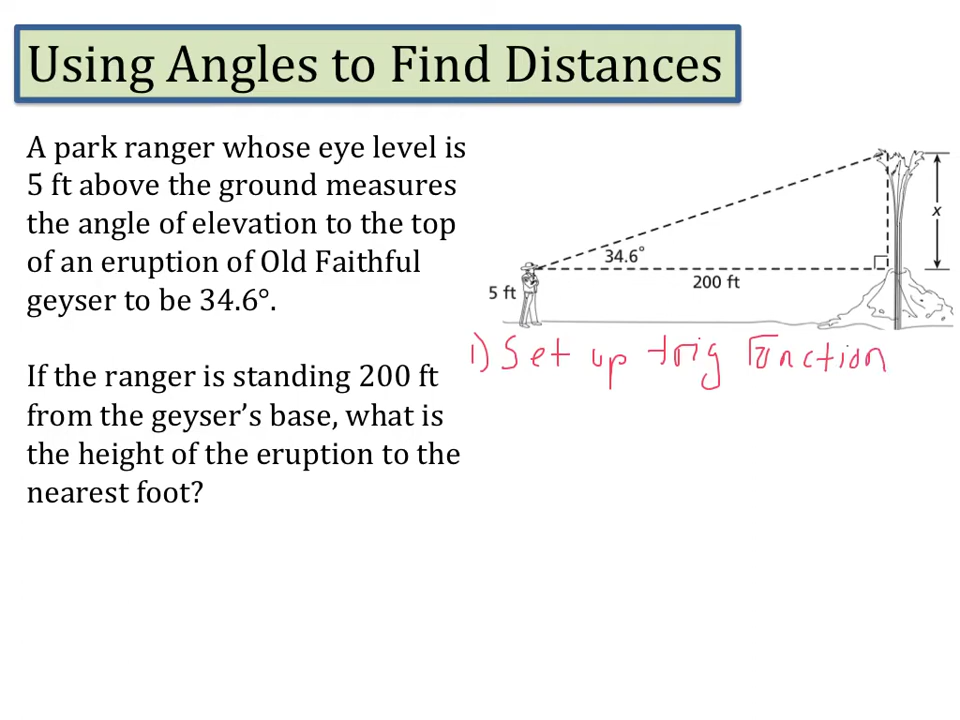 Using Angles to Find Distances
A park ranger whose eye level is
5 ft above the ground measures
the angle of elevation to the top
of an eruption of Old Faithful
geyser to be 34.6°.
If the ranger is standing 200 ft
from the geyser’s base, what is
the height of the eruption to the
nearest foot?
x
34.6°
200 ft
5 ft
1) Set up trig Function